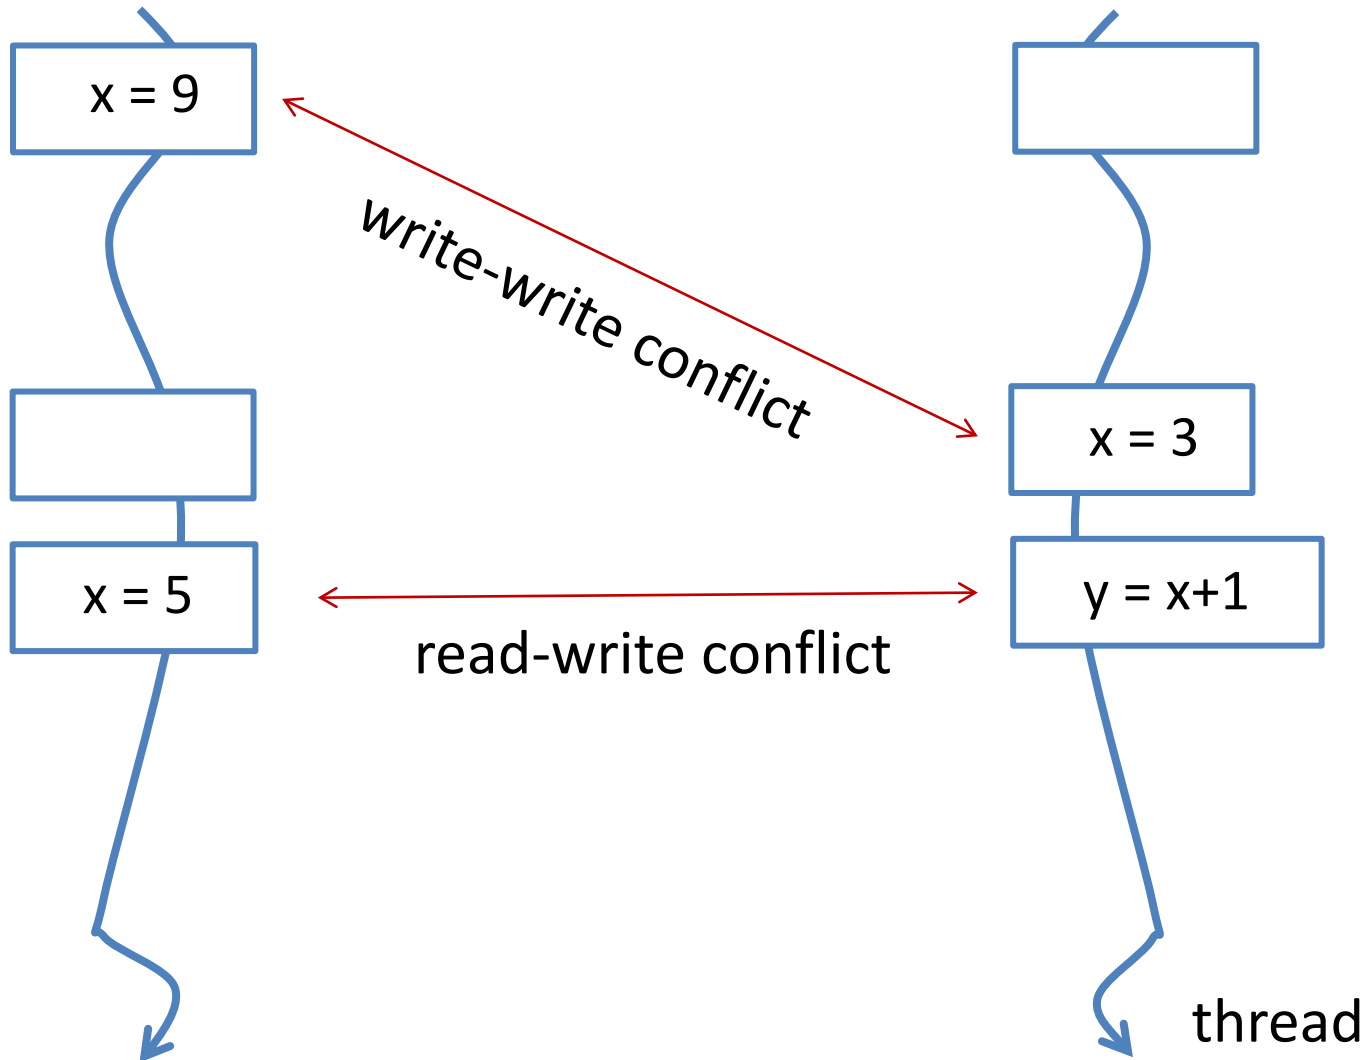 x = 9
write-write conflict
x = 3
x = 5
y = x+1
read-write conflict
thread